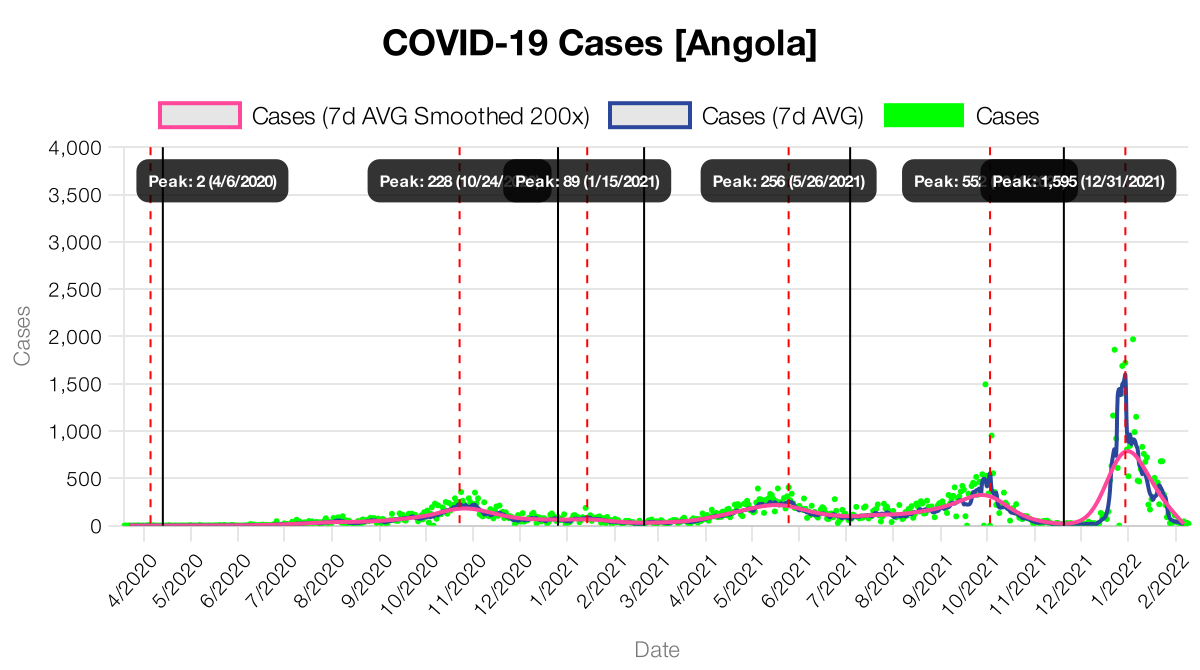 COVID-19 Cases [Angola]
Cases (7d AVG Smoothed 200x) Cases (7d AVG) Cases
4,000
3,500
3,000
2,500
2,000
1,500
1,000
500
0
Cases
Peak: 2 (4/6/2020) Peak: 228 (10/24/ Peak: 89 (1/15/2021) Peak: 256 (5/26/2021) Peak: 552 Peak: 1,595 (12/31/2021)
4/2020 5/2020 6/2020 7/2020 8/2020 9/2020 10/2020 11/2020 12/2020 1/2021 2/2021 3/2021 4/2021 5/2021 6/2021 7/2021 8/2021 9/2021 10/2021 11/2021 12/2021 1/2022 2/2022
Date